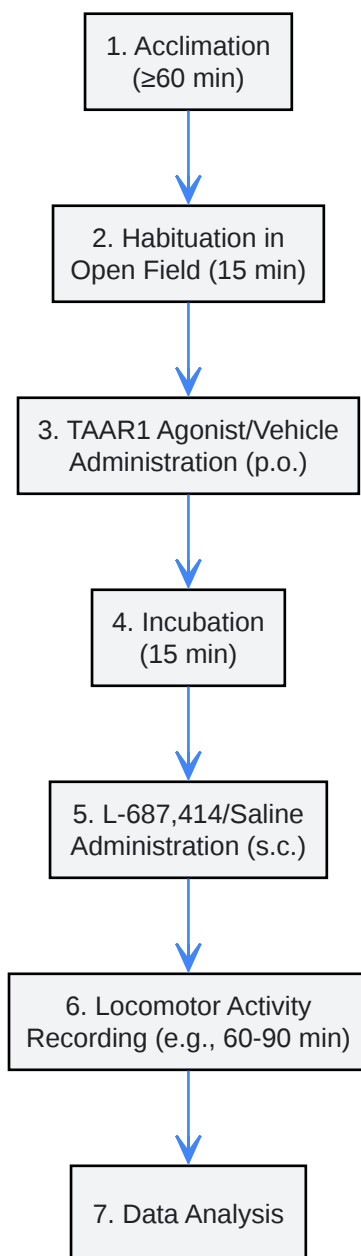 1. Acclimation
(≥60 min)
2. Habituation in
Open Field (15 min)
3. TAAR1 Agonist/Vehicle
Administration (p.o.)
4. Incubation
(15 min)
5. L-687,414/Saline
Administration (s.c.)
6. Locomotor Activity
Recording (e.g., 60-90 min)
7. Data Analysis